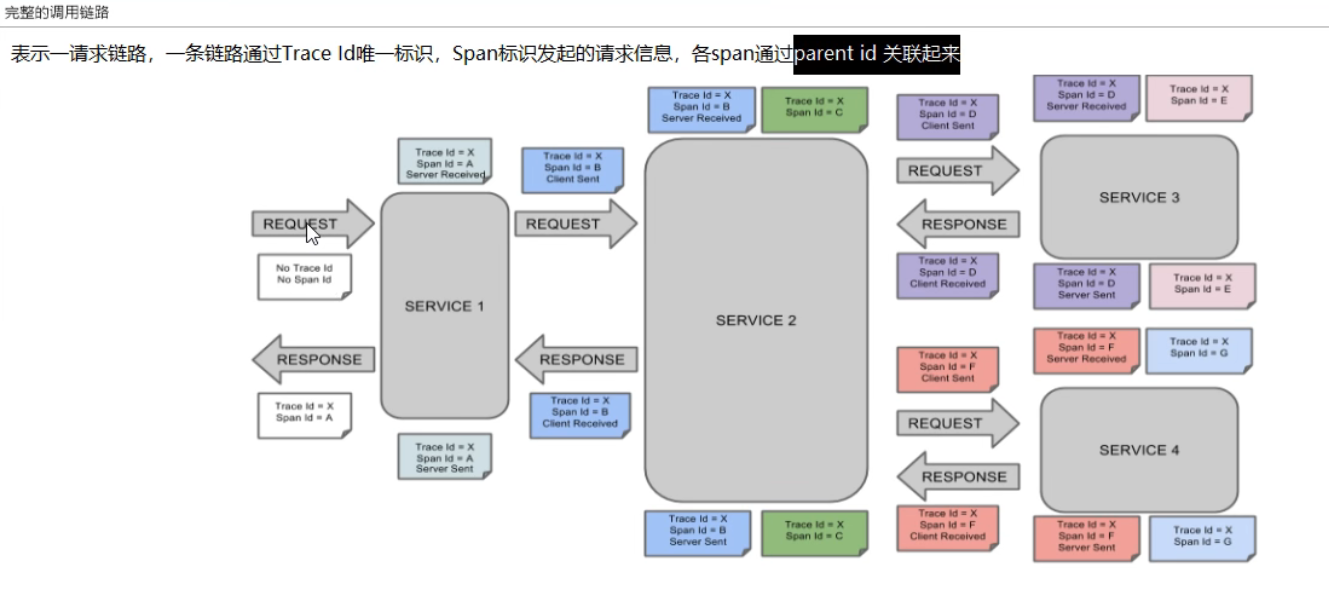 完整的调用链路
表示一请求链路，一条链路通过Trace Id唯一标识，Span标识发起的请求信息，各span通过parent id 关联起来
REQUEST
No Trace Id
No Span Id
RESPONSE
Trace Id = X
Span Id = A
Trace Id = X
Span Id = A
Server Received
SERVICE 1
Trace Id = X
Span Id = A
Server Sent
Trace Id = X
Span Id = B
Client Sent
REQUEST
RESPONSE
Trace Id = X
Span Id = B
Client Received
Trace Id = X
Span Id = B
Server Received
Trace Id = X
Span Id = C
SERVICE 2
Trace Id = X
Span Id = B
Server Sent
Trace Id = X
Span Id = C
Trace Id = X
Span Id = D
Client Sent
REQUEST
RESPONSE
Trace Id = X
Span Id = D
Client Received
Trace Id = X
Span Id = D
Server Received
Trace Id = X
Span Id = E
SERVICE 3
Trace Id = X
Span Id = D
Server Sent
Trace Id = X
Span Id = E
Trace Id = X
Span Id = F
Client Sent
REQUEST
RESPONSE
Trace Id = X
Span Id = F
Client Received
Trace Id = X
Span Id = F
Server Received
Trace Id = X
Span Id = G
SERVICE 4
Trace Id = X
Span Id = F
Server Sent
Trace Id = X
Span Id = G